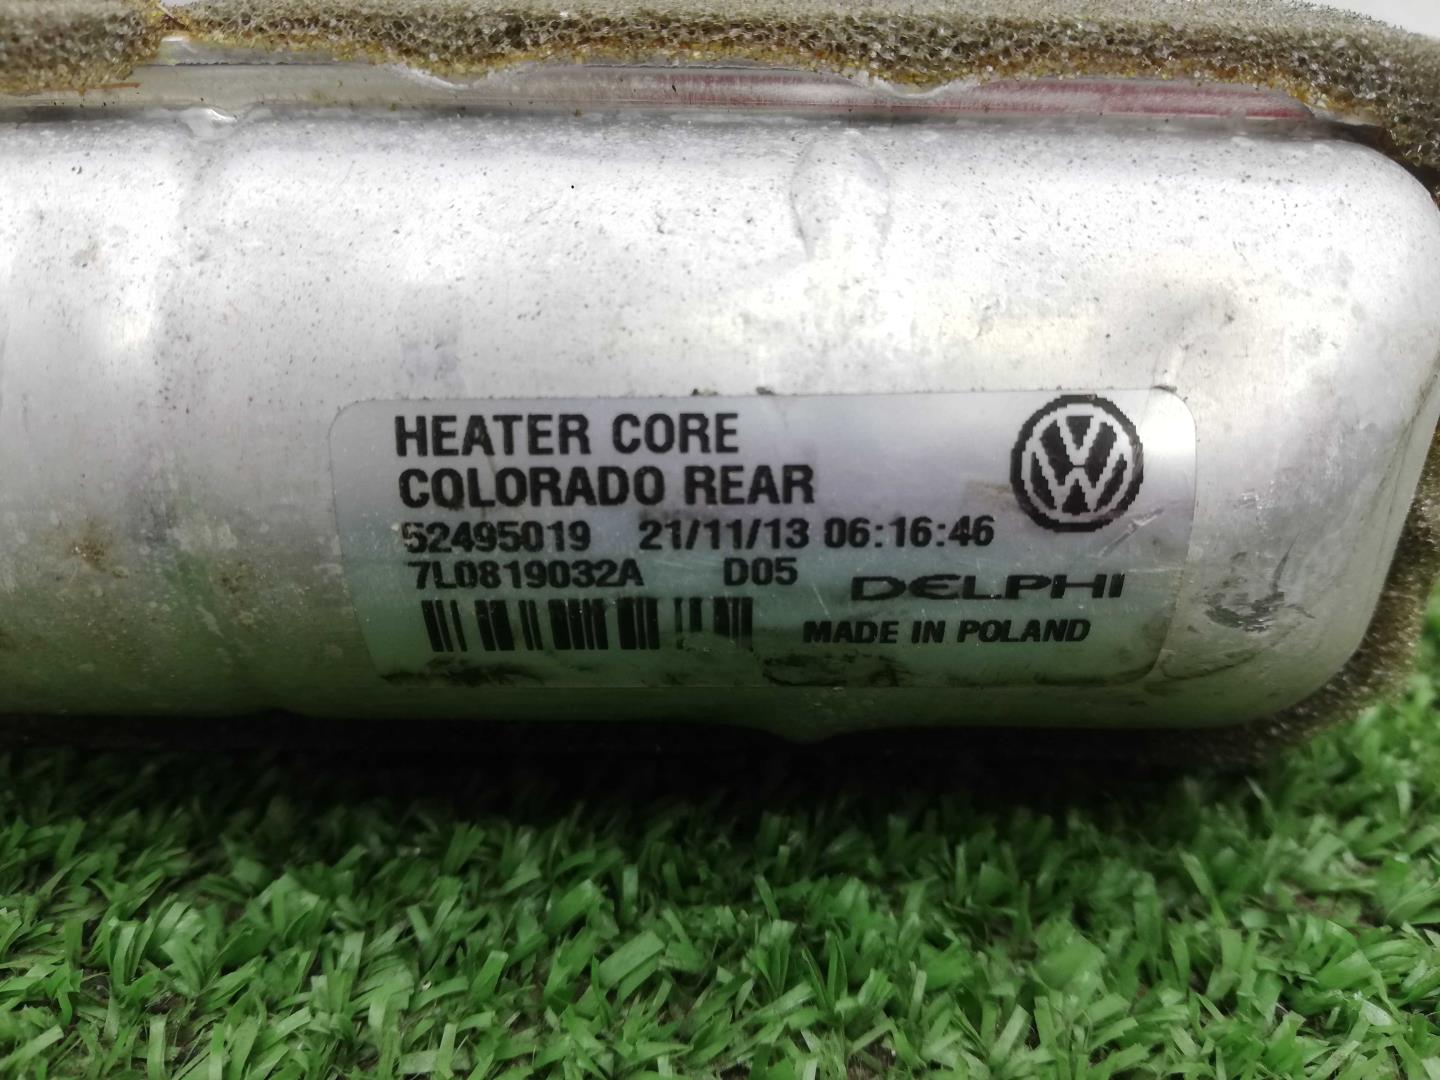 HEATER CORE
COLORADO REAR
52495019 21/11/13 06:16:46
7L0819032A D05
DELPHI
MADE IN POLAND